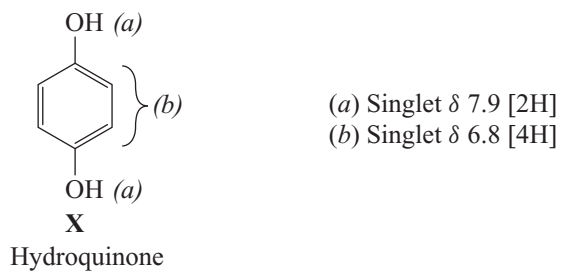 OH (a)
(b)
(a) Singlet δ 7.9 [2H]
(b) Singlet δ 6.8 [4H]
OH (a)
X
Hydroquinone